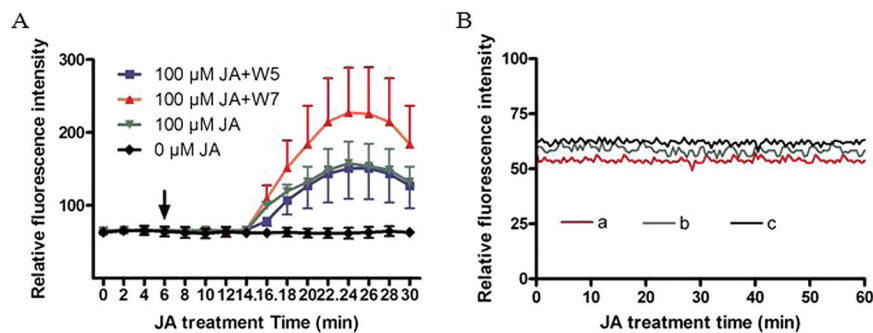 A
Relative fluorescence intensity
300
200
100
100 µM JA+W5
100 µM JA+W7
100 µM JA
0 µM JA
0 2 4 6 8 10 12 14.1 6.18 20 22.24 26 28 30
JA treatment Time (min)
B
Relative fluorescence intensity
100
75
50
25
0
a b c
0 10 20 30 40 50 60
JA treatment time (min)